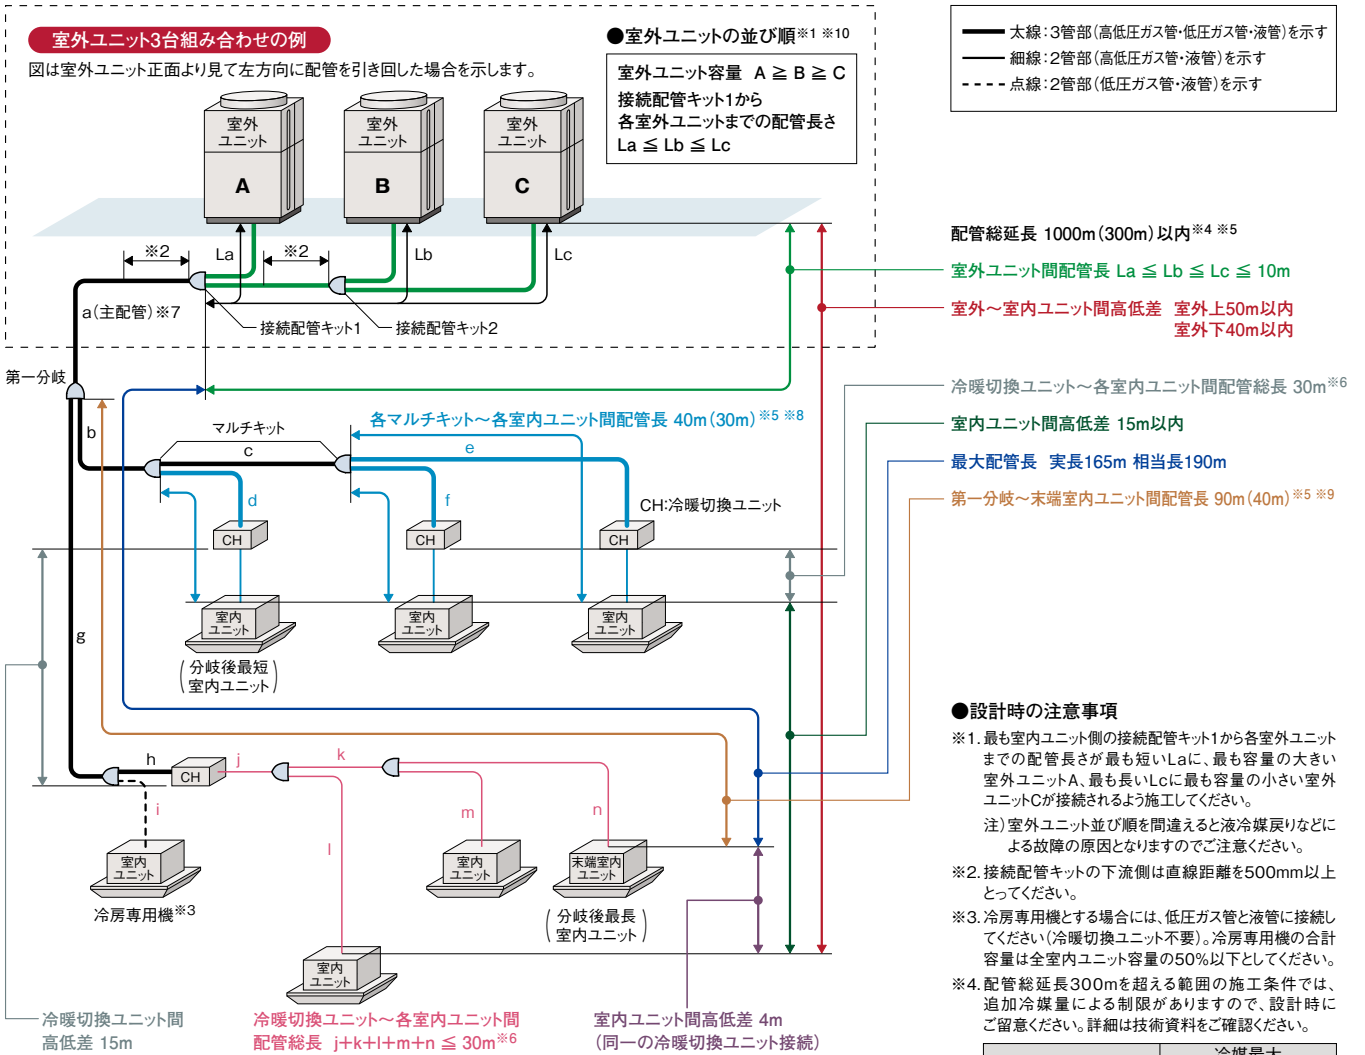 室外ユニット3台組み合わせの例
図は室外ユニット正面より見て左方向に配管を引き回した場合を示します。
●室外ユニットの並び順※1 ※10
室外ユニット容量 A ≧ B ≧ C
接続配管キット1から
各室外ユニットまでの配管長さ
La ≦ Lb ≦ Lc
太線：3管部（高低圧ガス管・低圧ガス管・液管）を示す
細線：2管部（高低圧ガス管・液管）を示す
点線：2管部（低圧ガス管・液管）を示す
室外
ユニット
A
室外
ユニット
B
室外
ユニット
C
※2
La
※2
Lb
Lc
a（主配管）※7
接続配管キット1
接続配管キット2
配管総延長 1000m（300m）以内※4 ※5
室外ユニット間配管長 La ≦ Lb ≦ Lc ≦ 10m
室外～室内ユニット間高低差 室外上50m以内
室外下40m以内
冷暖切換ユニット～各室内ユニット間配管総長 30m※6
室内ユニット間高低差 15m以内
最大配管長 実長165m 相当長190m
第一分岐～末端室内ユニット間配管長 90m（40m）※5 ※9
第一分岐
b
マルチキット
c
各マルチキット～各室内ユニット間配管長 40m（30m）※5 ※8
e
d
f
CH：冷暖切換ユニット
CH
CH
CH
室内
ユニット
室内
ユニット
室内
ユニット
（分岐後最短
室内ユニット）
g
h
CH
j
k
i
l
m
n
室内
ユニット
冷房専用機※3
室内
ユニット
末端室内
ユニット
（分岐後最長
室内ユニット）
室内
ユニット
冷暖切換ユニット間
高低差 15m
冷暖切換ユニット～各室内ユニット間
配管総長 j+k+l+m+n ≦ 30m※6
室内ユニット間高低差 4m
（同一の冷暖切換ユニット接続）
●設計時の注意事項
※1.最も室内ユニット側の接続配管キット1から各室外ユニット
までの配管長さが最も短いLaに、最も容量の大きい
室外ユニットA、最も長いLcに最も容量の小さい室外
ユニットCが接続されるよう施工してください。
注）室外ユニット並び順を間違えると液冷媒戻りなどに
よる故障の原因となりますのでご注意ください。
※2.接続配管キットの下流側は直線距離を500mm以上
とってください。
※3.冷房専用機とする場合には、低圧ガス管と液管に接続し
てください（冷暖切換ユニット不要）。冷房専用機の合計
容量は全室内ユニット容量の50％以下としてください。
※4.配管総延長300mを超える範囲の施工条件では、
追加冷媒量による制限がありますので、設計時に
ご留意ください。詳細は技術資料をご確認ください。
冷媒最大